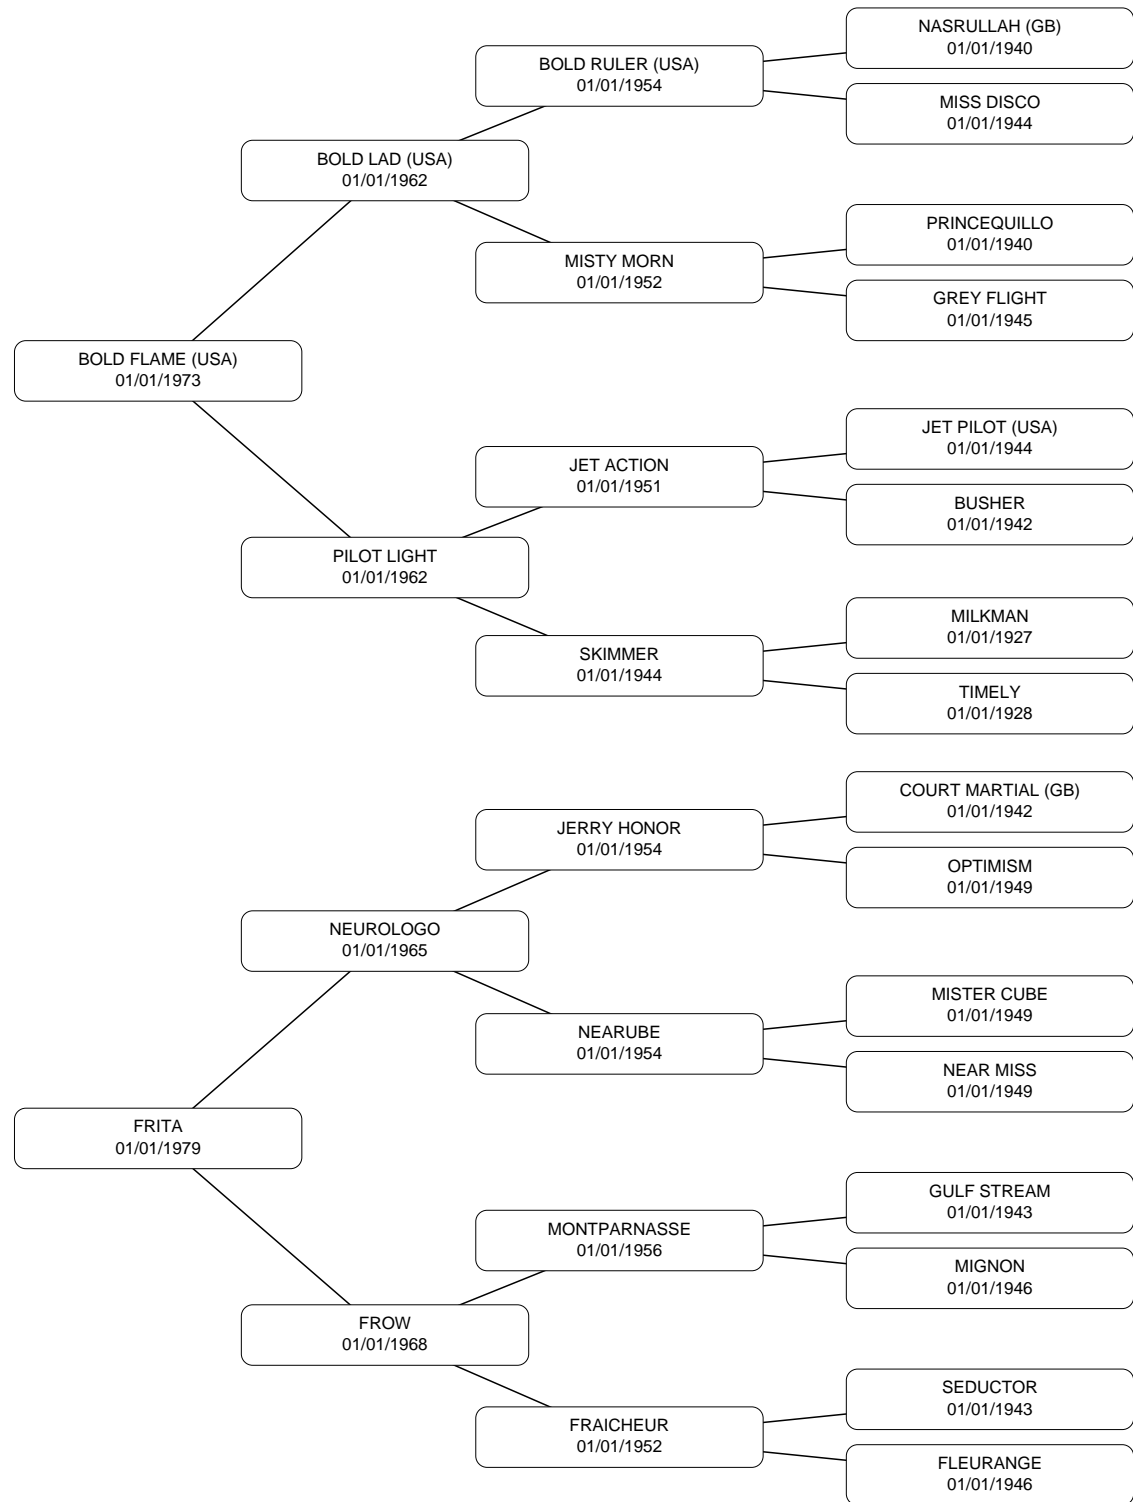 NASRULLAH (GB)
01/01/1940
BOLD RULER (USA)
01/01/1954
MISS DISCO
01/01/1944
BOLD LAD (USA)
01/01/1962
PRINCEQUILLO
01/01/1940
MISTY MORN
01/01/1952
GREY FLIGHT
01/01/1945
BOLD FLAME (USA)
01/01/1973
JET PILOT (USA)
01/01/1944
JET ACTION
01/01/1951
BUSHER
01/01/1942
PILOT LIGHT
01/01/1962
MILKMAN
01/01/1927
SKIMMER
01/01/1944
TIMELY
01/01/1928
COURT MARTIAL (GB)
01/01/1942
JERRY HONOR
01/01/1954
OPTIMISM
01/01/1949
NEUROLOGO
01/01/1965
MISTER CUBE
01/01/1949
NEARUBE
01/01/1954
NEAR MISS
01/01/1949
FRITA
01/01/1979
GULF STREAM
01/01/1943
MONTPARNASSE
01/01/1956
MIGNON
01/01/1946
FROW
01/01/1968
SEDUCTOR
01/01/1943
FRAICHEUR
01/01/1952
FLEURANGE
01/01/1946